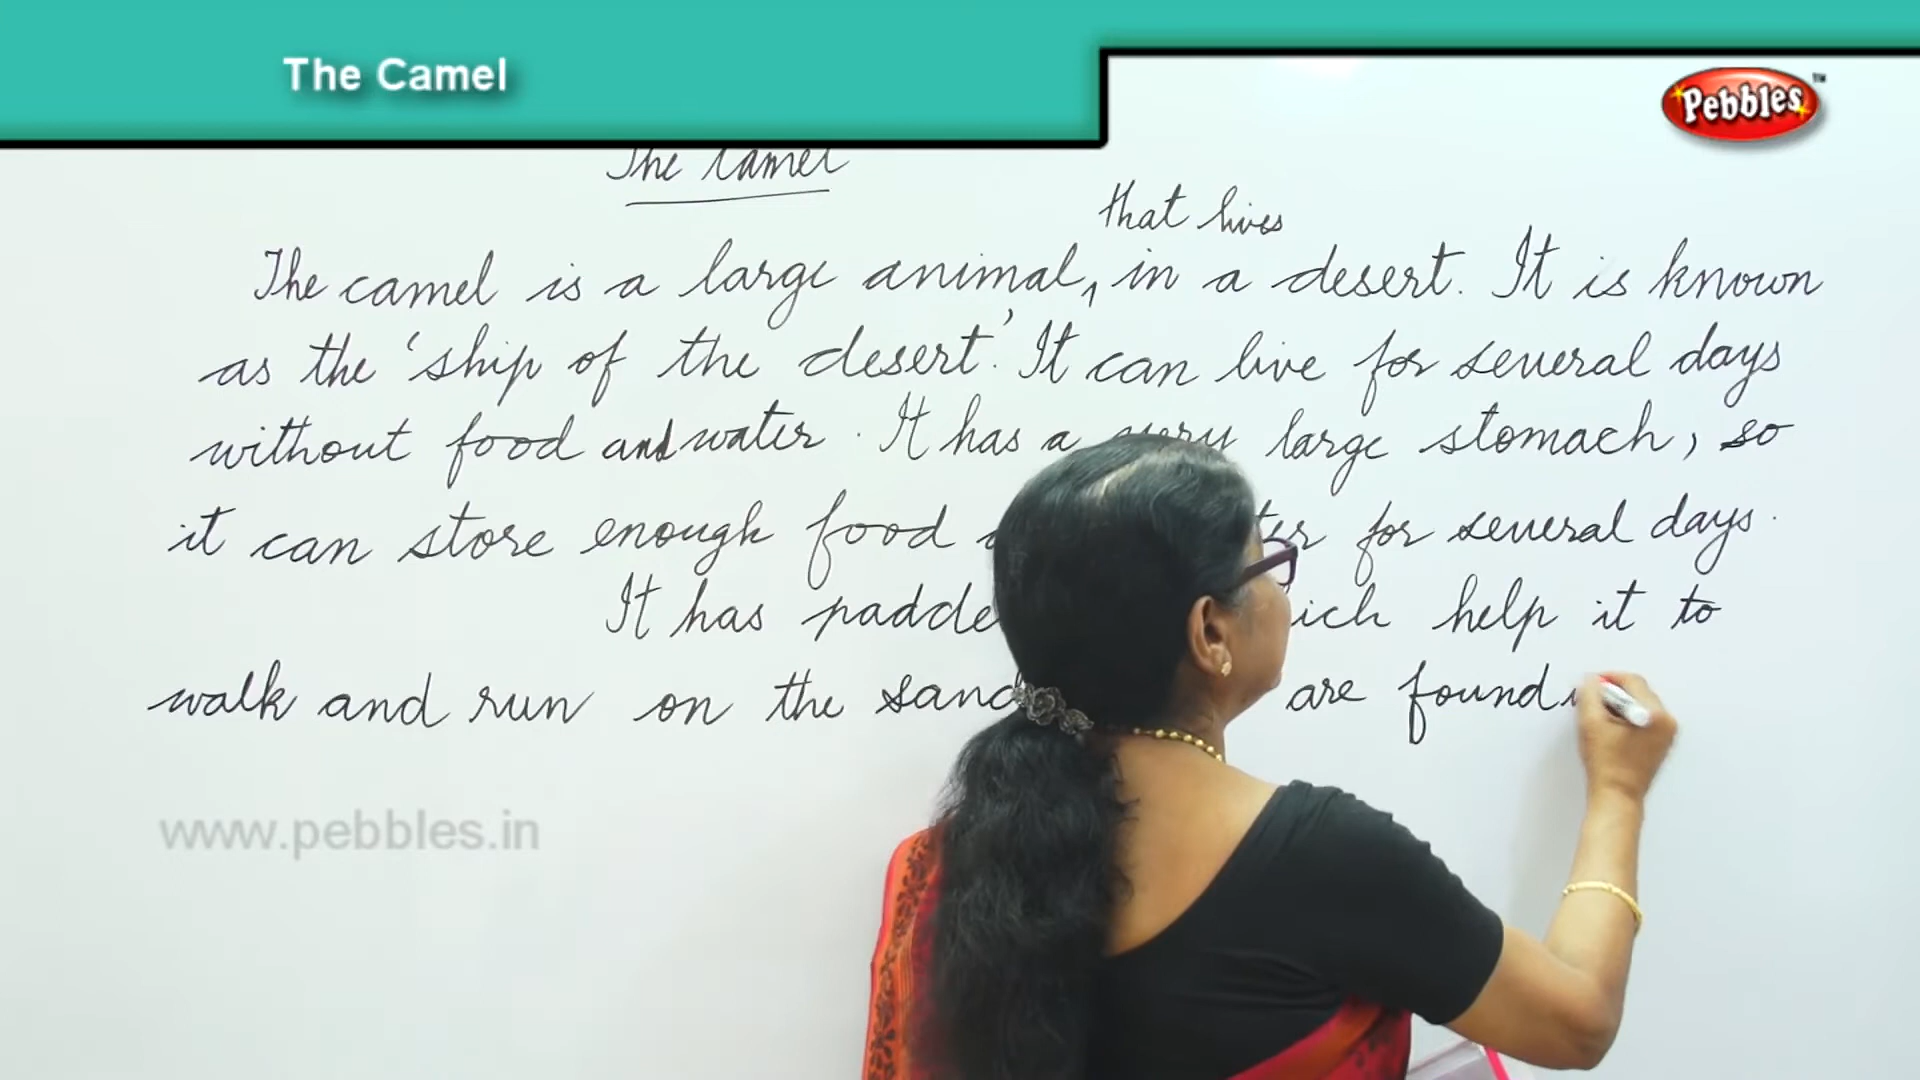 The Camel
Pebbles™
The Camel
that lives
The camel is a large animal, in a desert. It is known
as the 'ship of the desert'. It can live for several days
without food and water. It has a very large stomach, so
it can store enough food for several days.
It has help it to
walk and run on the are found
www.pebbles.in